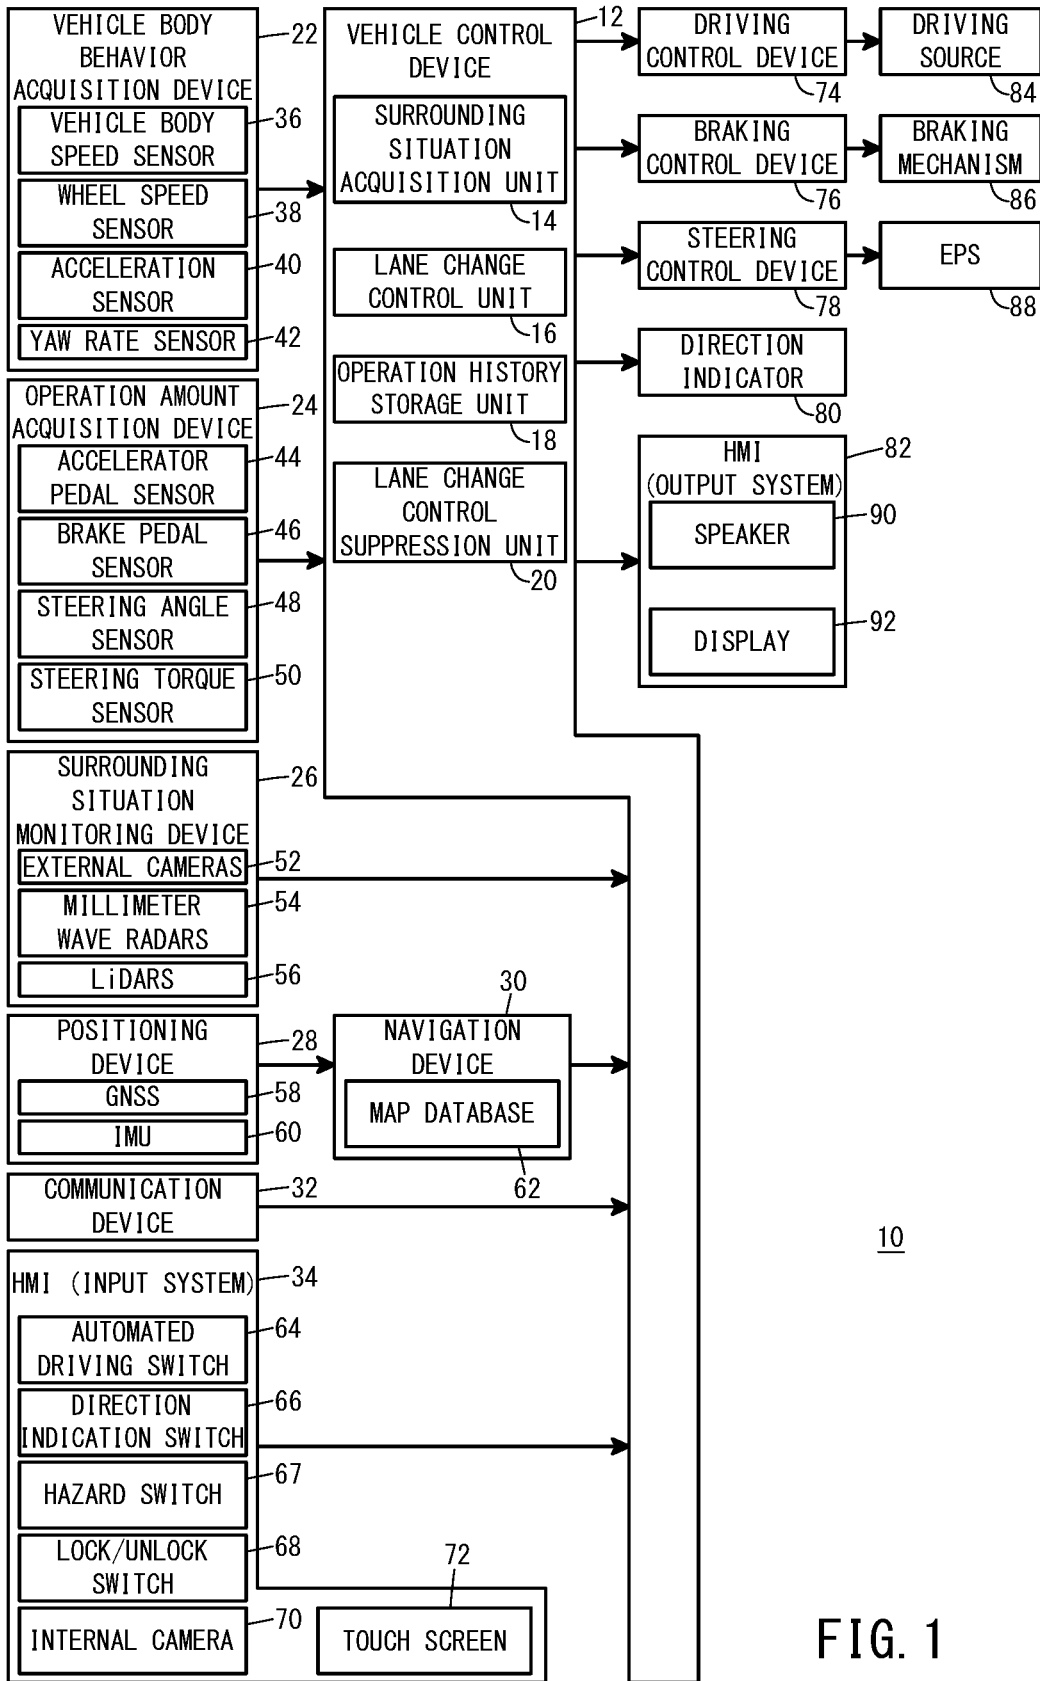 VEHICLE BODY
BEHAVIOR
ACQUISITION DEVICE
22
VEHICLE BODY
SPEED SENSOR
36
WHEEL SPEED
SENSOR
38
ACCELERATION
SENSOR
40
YAW RATE SENSOR
42
OPERATION AMOUNT
ACQUISITION DEVICE
24
ACCELERATOR
PEDAL SENSOR
44
BRAKE PEDAL
SENSOR
46
STEERING ANGLE
SENSOR
48
STEERING TORQUE
SENSOR
50
SURROUNDING
SITUATION
MONITORING DEVICE
26
EXTERNAL CAMERAS
52
MILLIMETER
WAVE RADARS
54
LiDARS
56
POSITIONING
DEVICE
28
GNSS
58
IMU
60
NAVIGATION
DEVICE
30
MAP DATABASE
62
COMMUNICATION
DEVICE
32
HMI (INPUT SYSTEM)
34
AUTOMATED
DRIVING SWITCH
64
DIRECTION
INDICATION SWITCH
66
HAZARD SWITCH
67
LOCK/UNLOCK
SWITCH
68
INTERNAL CAMERA
70
TOUCH SCREEN
72
VEHICLE CONTROL
DEVICE
12
SURROUNDING
SITUATION
ACQUISITION UNIT
14
LANE CHANGE
CONTROL UNIT
16
OPERATION HISTORY
STORAGE UNIT
18
LANE CHANGE
CONTROL
SUPPRESSION UNIT
20
DRIVING
CONTROL DEVICE
74
DRIVING
SOURCE
84
BRAKING
CONTROL DEVICE
76
BRAKING
MECHANISM
86
STEERING
CONTROL DEVICE
78
EPS
88
DIRECTION
INDICATOR
80
HMI
(OUTPUT SYSTEM)
82
SPEAKER
90
DISPLAY
92
10
FIG. 1